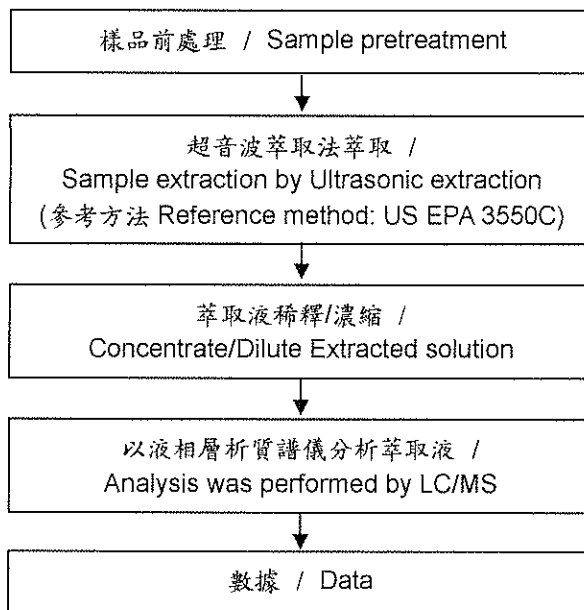 樣品前處理 / Sample pretreatment
超音波萃取法萃取 /
Sample extraction by Ultrasonic extraction
(參考方法 Reference method: US EPA 3550C)
萃取液稀釋/濃縮 /
Concentrate/Dilute Extracted solution
以液相層析質譜儀分析萃取液 /
Analysis was performed by LC/MS
數據 / Data